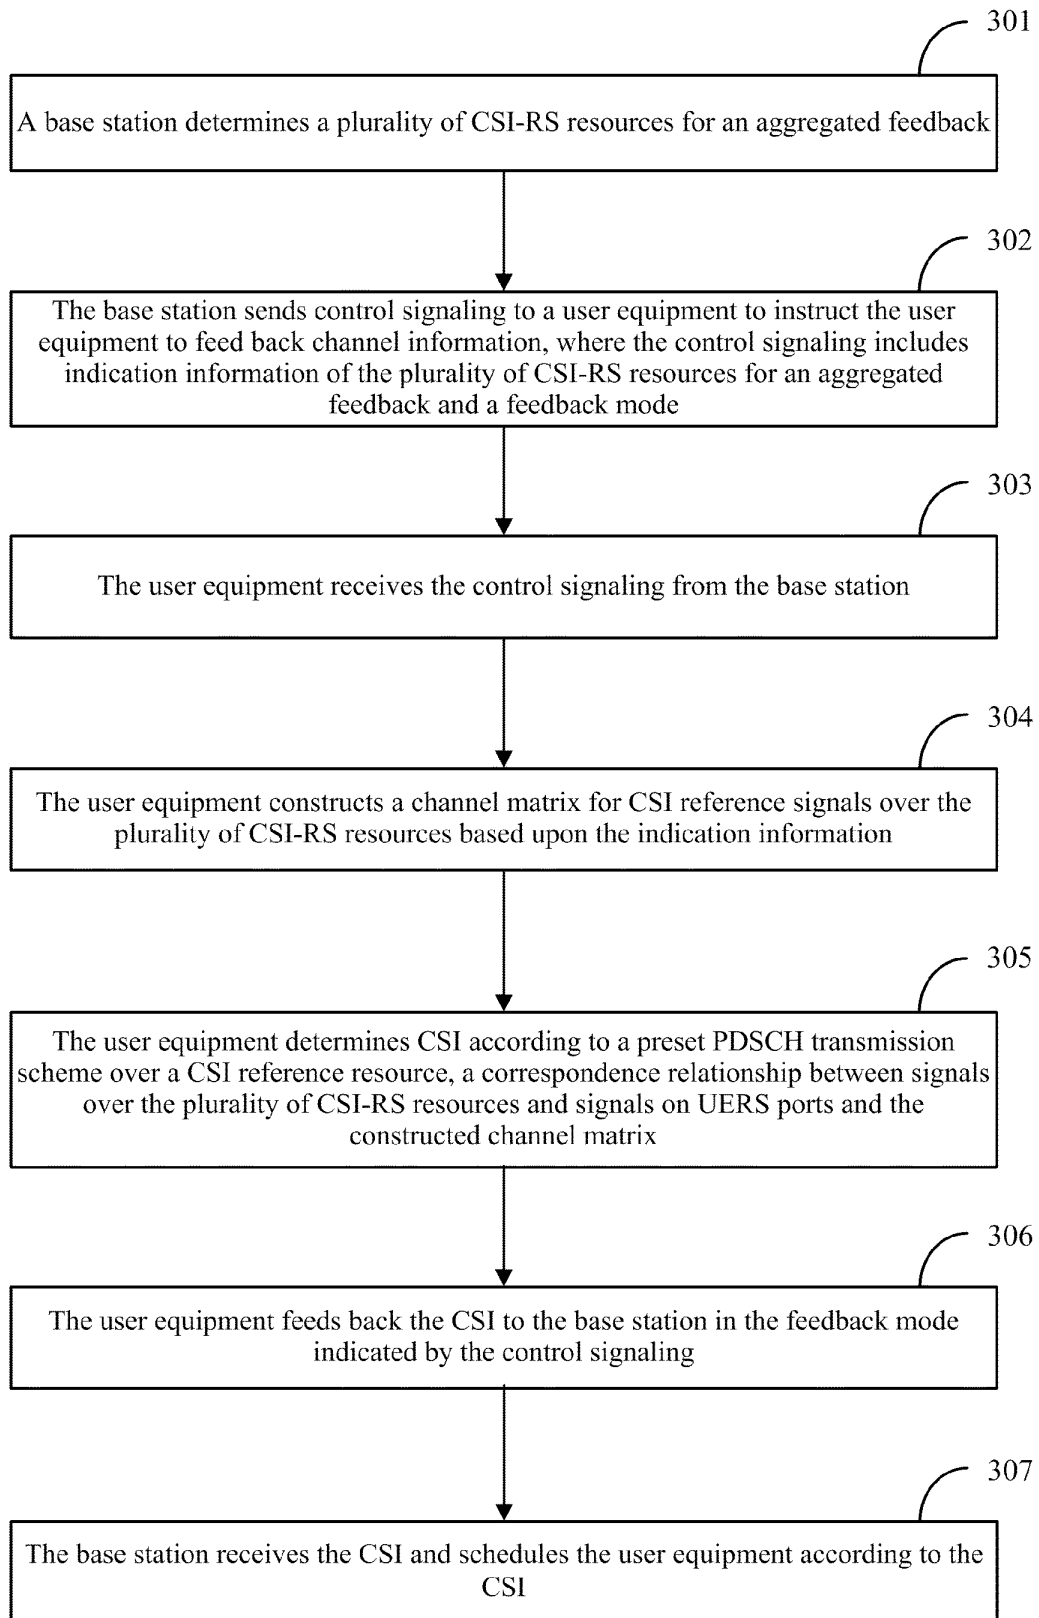 301
A base station determines a plurality of CSI-RS resources for an aggregated feedback
302
The base station sends control signaling to a user equipment to instruct the user
equipment to feed back channel information, where the control signaling includes
indication information of the plurality of CSI-RS resources for an aggregated
feedback and a feedback mode
303
The user equipment receives the control signaling from the base station
304
The user equipment constructs a channel matrix for CSI reference signals over the
plurality of CSI-RS resources based upon the indication information
305
The user equipment determines CSI according to a preset PDSCH transmission
scheme over a CSI reference resource, a correspondence relationship between signals
over the plurality of CSI-RS resources and signals on UERS ports and the
constructed channel matrix
306
The user equipment feeds back the CSI to the base station in the feedback mode
indicated by the control signaling
307
The base station receives the CSI and schedules the user equipment according to the
CSI